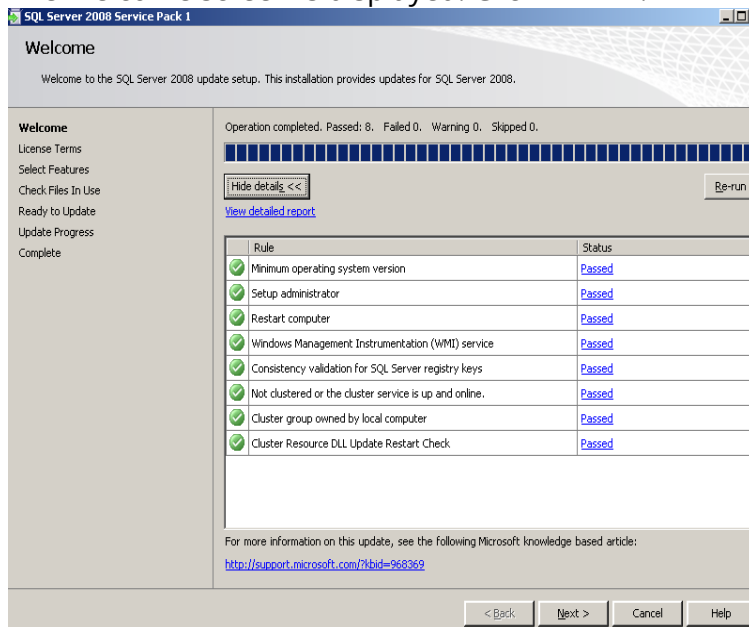 SQL Server 2008 Service Pack 1
Welcome
Welcome to the SQL Server 2008 update setup. This installation provides updates for SQL Server 2008.
Welcome
License Terms
Select Features
Check Files In Use
Ready to Update
Update Progress
Complete
Operation completed. Passed: 8. Failed 0. Warning 0. Skipped 0.
Hide details <<
Re-run
View detailed report
Rule Status
Minimum operating system version Passed
Setup administrator Passed
Restart computer Passed
Windows Management Instrumentation (WMI) service Passed
Consistency validation for SQL Server registry keys Passed
Not clustered or the cluster service is up and online. Passed
Cluster group owned by local computer Passed
Cluster Resource DLL Update Restart Check Passed
For more information on this update, see the following Microsoft knowledge based article:
http://support.microsoft.com/?kbid=968369
< Back Next > Cancel Help